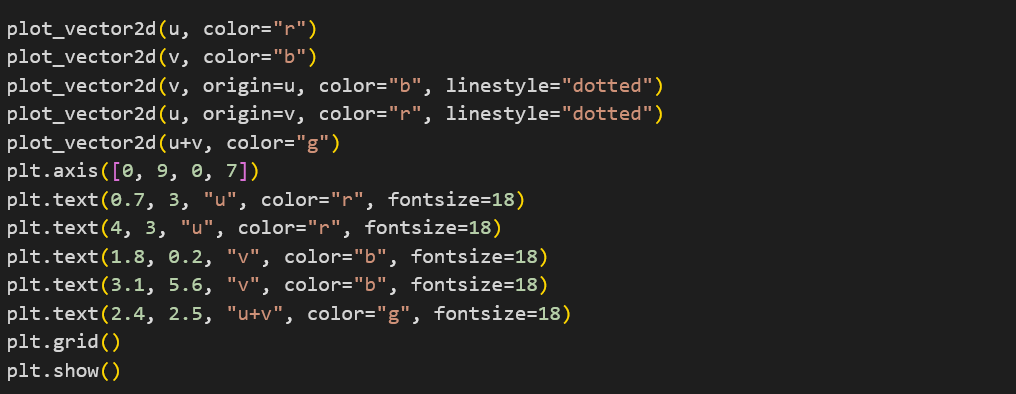 plot_vector2d(u, color="r")
plot_vector2d(v, color="b")
plot_vector2d(v, origin=u, color="b", linestyle="dotted")
plot_vector2d(u, origin=v, color="r", linestyle="dotted")
plot_vector2d(u+v, color="g")
plt.axis([0, 9, 0, 7])
plt.text(0.7, 3, "u", color="r", fontsize=18)
plt.text(4, 3, "u", color="r", fontsize=18)
plt.text(1.8, 0.2, "v", color="b", fontsize=18)
plt.text(3.1, 5.6, "v", color="b", fontsize=18)
plt.text(2.4, 2.5, "u+v", color="g", fontsize=18)
plt.grid()
plt.show()